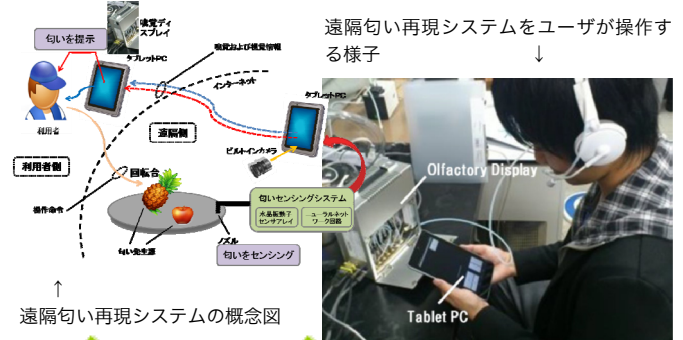 嗅覚ディ
スプレイ
匂いを提示
タブレットPC
嗅覚および視覚情報
インターネット
利用者
遠隔側
タブレットPC
ビルトインカメラ
利用者側
回転台
操作命令
匂いセンシングシステム
水晶振動子
センサアレイ
ニューラルネット
ワーク回路
匂い発生源
ノズル
匂いをセンシング
↑
遠隔匂い再現システムの概念図
遠隔匂い再現システムをユーザが操作す
る様子 ↓
Olfactory Display
Tablet PC